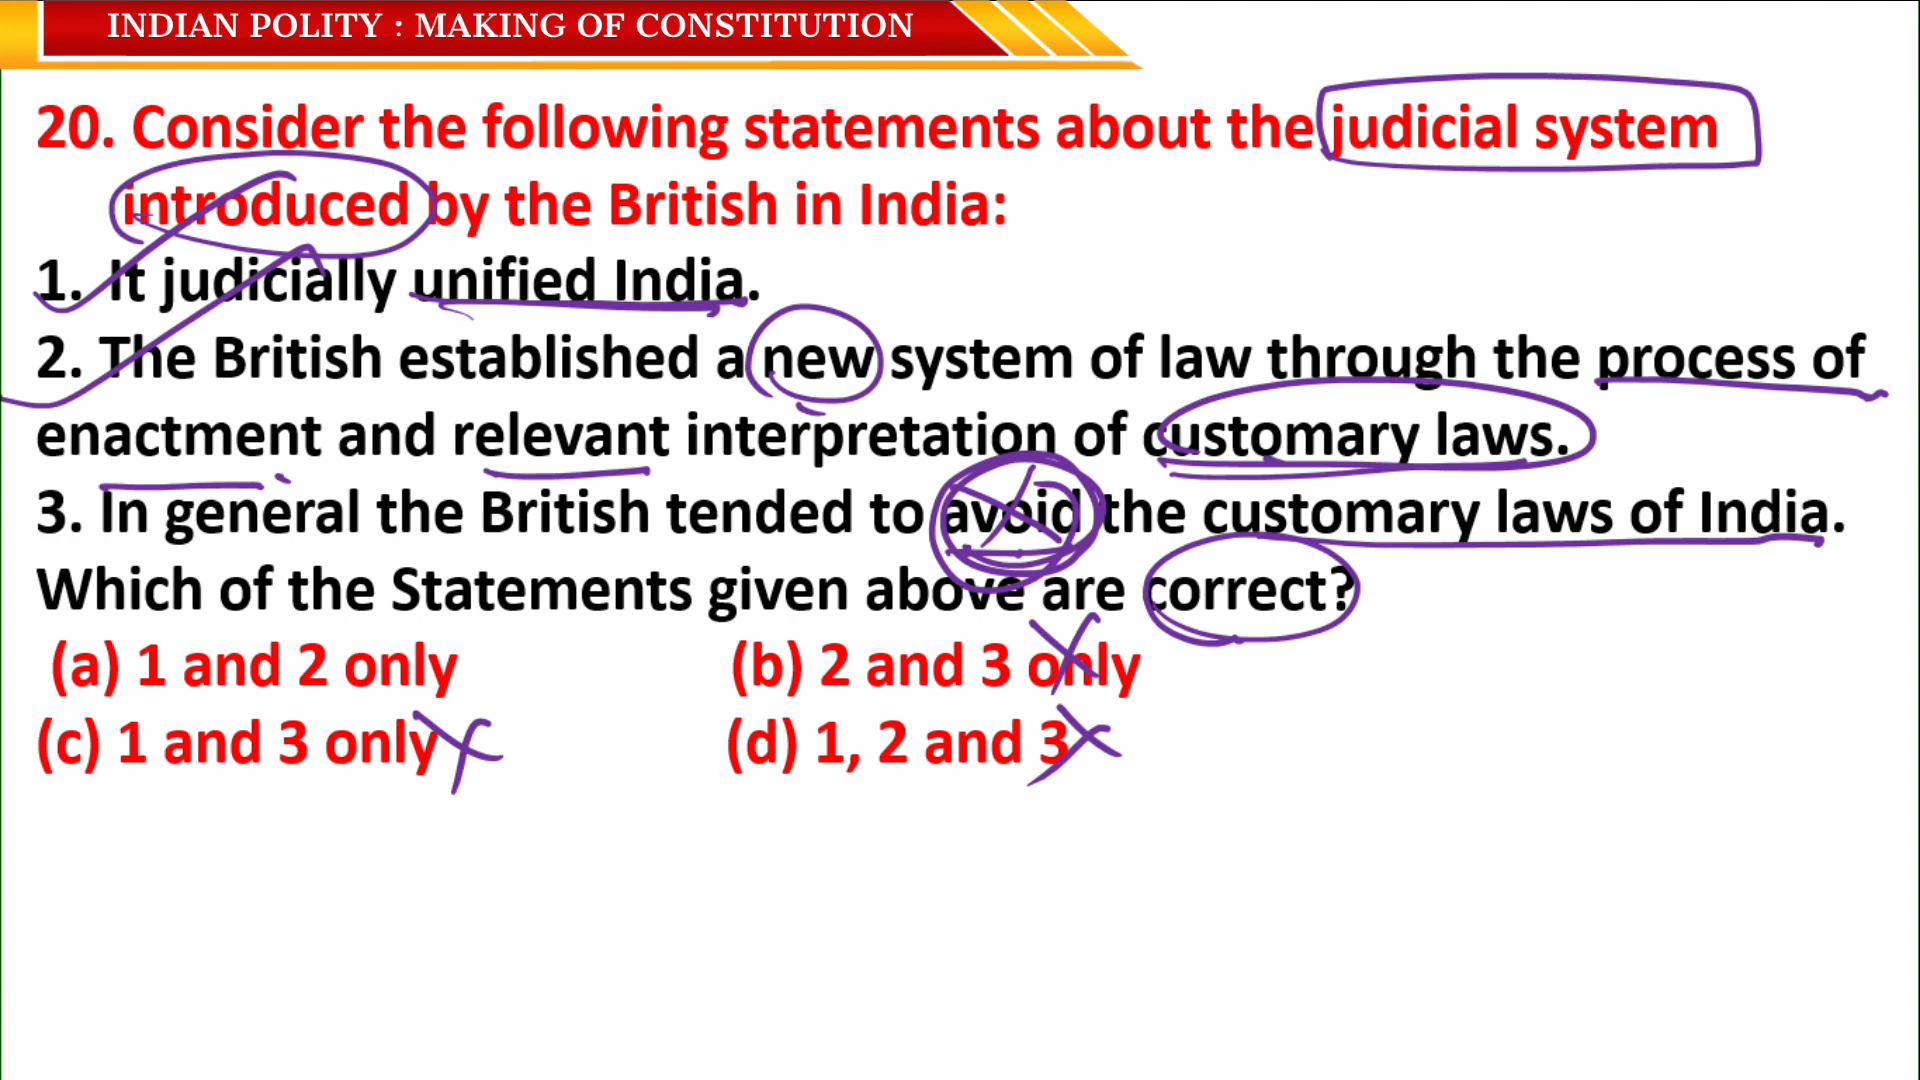 INDIAN POLITY : MAKING OF CONSTITUTION
20. Consider the following statements about the judicial system
introduced by the British in India:
1. It judicially unified India.
2. The British established a new system of law through the process of
enactment and relevant interpretation of customary laws.
3. In general the British tended to avoid the customary laws of India.
Which of the Statements given above are correct?
(a) 1 and 2 only (b) 2 and 3 only
(c) 1 and 3 only (d) 1, 2 and 3